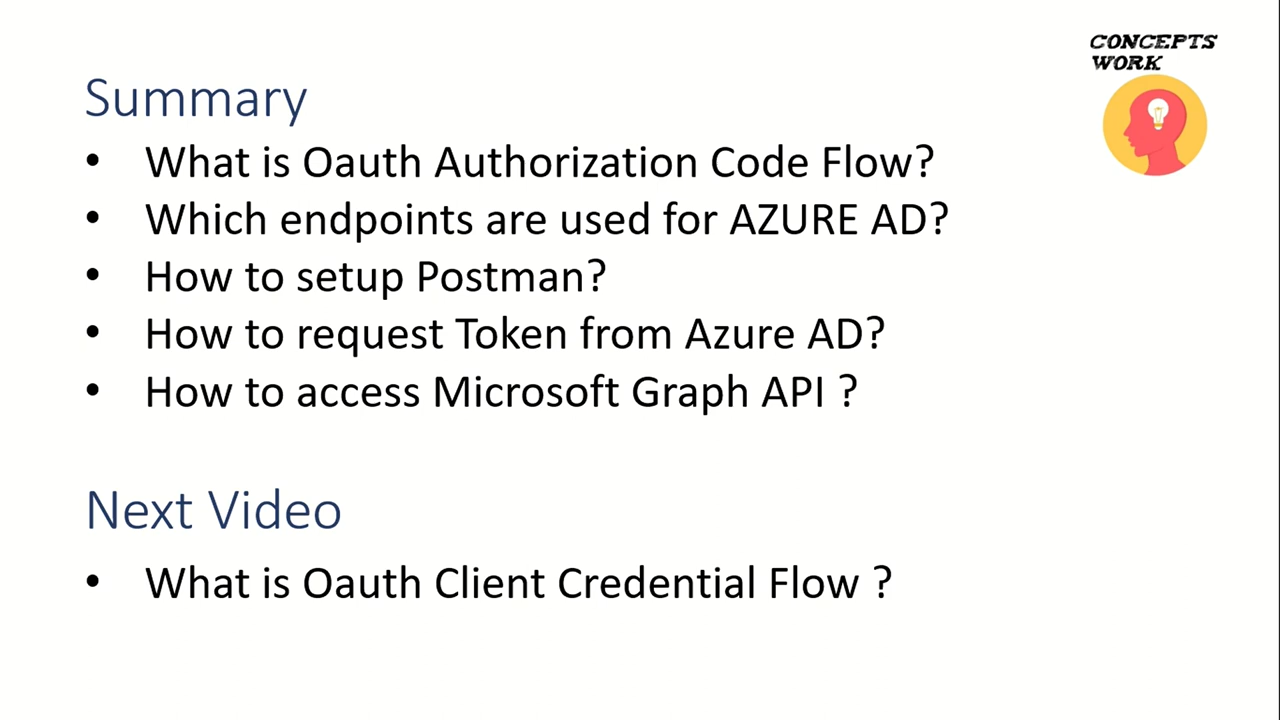 CONCEPTS
WORK
Summary
• What is Oauth Authorization Code Flow?
• Which endpoints are used for AZURE AD?
• How to setup Postman?
• How to request Token from Azure AD?
• How to access Microsoft Graph API ?
Next Video
• What is Oauth Client Credential Flow ?